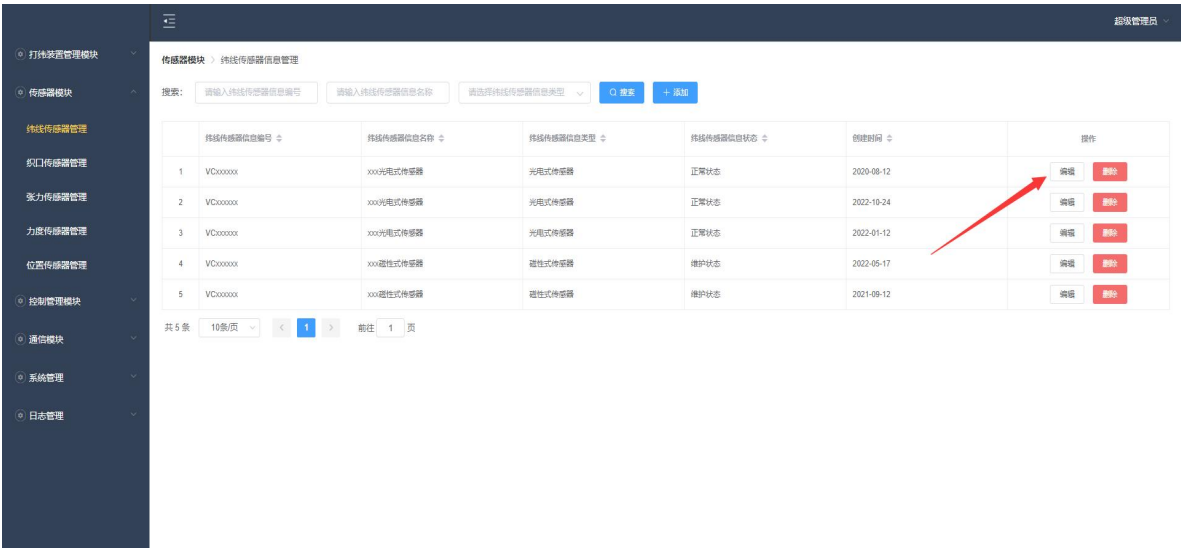 超级管理员
打纬装置管理模块
传感器模块
纬线传感器管理
织口传感器管理
张力传感器管理
力度传感器管理
位置传感器管理
控制管理模块
通信模块
系统管理
日志管理
传感器模块 > 纬线传感器信息管理
搜索： 请输入纬线传感器信息编号 请输入纬线传感器信息名称 请选择纬线传感器信息类型 搜索 + 添加
纬线传感器信息编号 纬线传感器信息名称 纬线传感器信息类型 纬线传感器信息状态 创建时间 操作
1 VCxxxxxx xxx光电式传感器 光电式传感器 正常状态 2020-08-12 编辑 删除
2 VCxxxxxx xxx光电式传感器 光电式传感器 正常状态 2022-10-24 编辑 删除
3 VCxxxxxx xxx光电式传感器 光电式传感器 正常状态 2022-01-12 编辑 删除
4 VCxxxxxx xxx磁性式传感器 磁性式传感器 维护状态 2022-05-17 编辑 删除
5 VCxxxxxx xxx磁性式传感器 磁性式传感器 维护状态 2021-09-12 编辑 删除
共 5 条 10条/页 < 1 > 前往 1 页